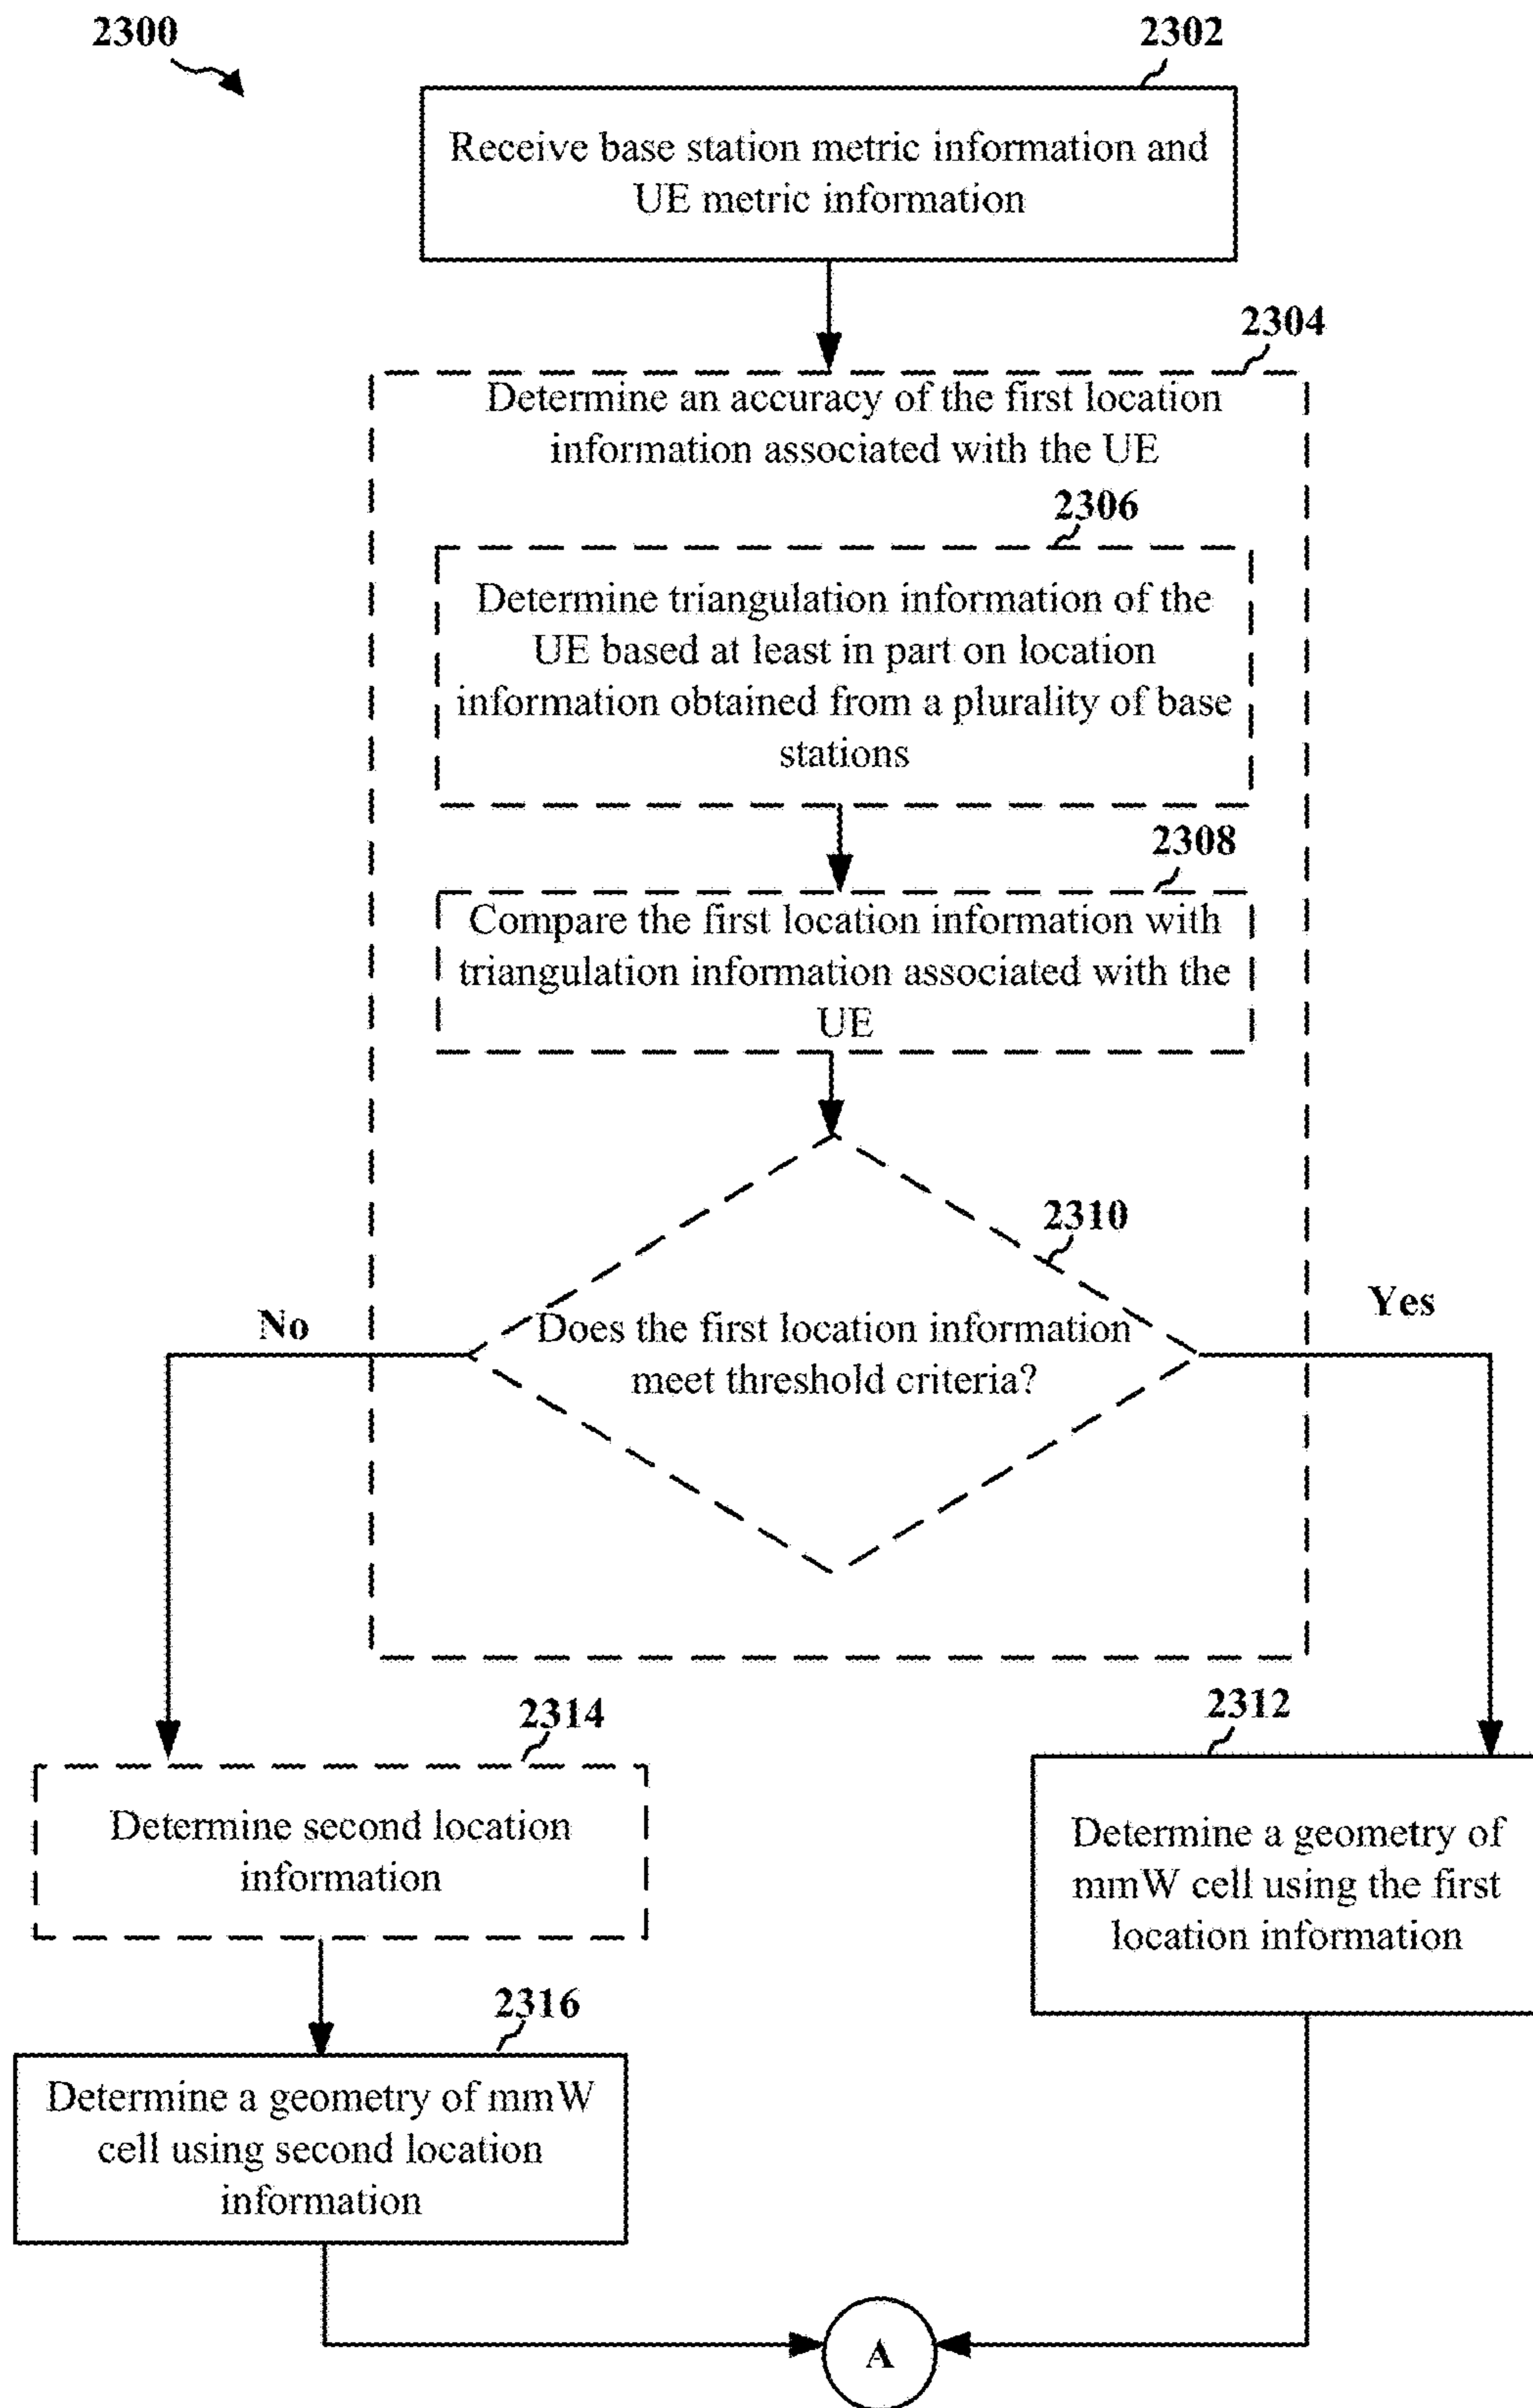 2300
2302
Receive base station metric information and
UE metric information
2304
Determine an accuracy of the first location
information associated with the UE
2306
Determine triangulation information of the
UE based at least in part on location
information obtained from a plurality of base
stations
2308
Compare the first location information with
triangulation information associated with the
UE
2310
No
Yes
Does the first location information
meet threshold criteria?
2314
2312
Determine second location
information
Determine a geometry of
mmW cell using the first
location information
2316
Determine a geometry of mmW
cell using second location
information
A